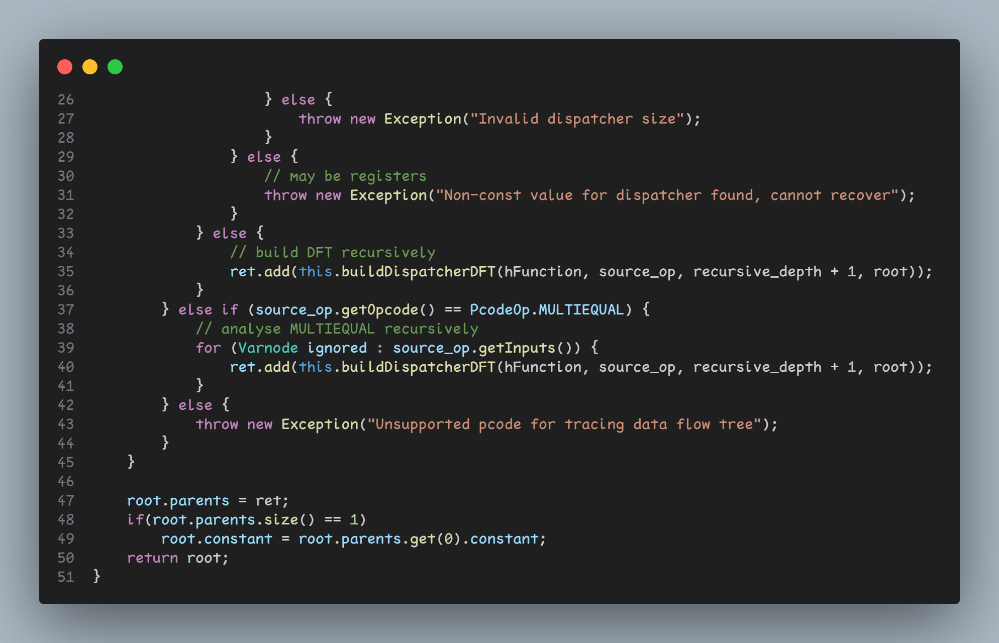 26                      } else {
27                          throw new Exception("Invalid dispatcher size");
28                      }
29                  } else {
30                      // may be registers
31                      throw new Exception("Non-const value for dispatcher found, cannot recover");
32                  }
33              } else {
34                  // build DFT recursively
35                  ret.add(this.buildDispatcherDFT(hFunction, source_op, recursive_depth + 1, root));
36              }
37          } else if (source_op.getOpcode() == PcodeOp.MULTIEQUAL) {
38              // analyse MULTIEQUAL recursively
39              for (Varnode ignored : source_op.getInputs()) {
40                  ret.add(this.buildDispatcherDFT(hFunction, source_op, recursive_depth + 1, root));
41              }
42          } else {
43              throw new Exception("Unsupported pcode for tracing data flow tree");
44          }
45      }
46
47      root.parents = ret;
48      if(root.parents.size() == 1)
49          root.constant = root.parents.get(0).constant;
50      return root;
51  }